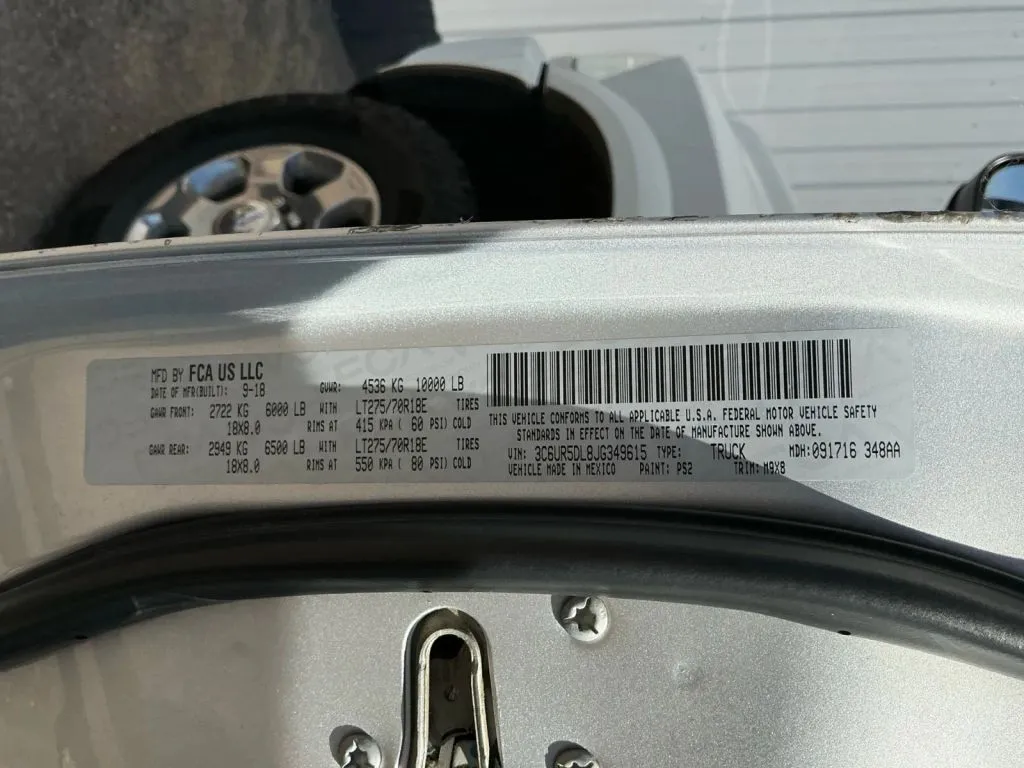 MFD BY FCA US LLC
DATE OF MFR(BUILT): 9-18 GVWR: 4536 KG 10000 LB
GAWR FRONT: 2722 KG 6000 LB WITH LT275/70R18E TIRES
18X8.0 RIMS AT 415 KPA ( 60 PSI) COLD
GAWR REAR: 2949 KG 6500 LB WITH LT275/70R18E TIRES
18X8.0 RIMS AT 550 KPA ( 80 PSI) COLD
THIS VEHICLE CONFORMS TO ALL APPLICABLE U.S.A. FEDERAL MOTOR VEHICLE SAFETY
STANDARDS IN EFFECT ON THE DATE OF MANUFACTURE SHOWN ABOVE.
VIN: 3C6UR5DL8JG349615 TYPE: TRUCK MDH:091716 348AA
VEHICLE MADE IN MEXICO PAINT: PS2 TRIM: M9X8